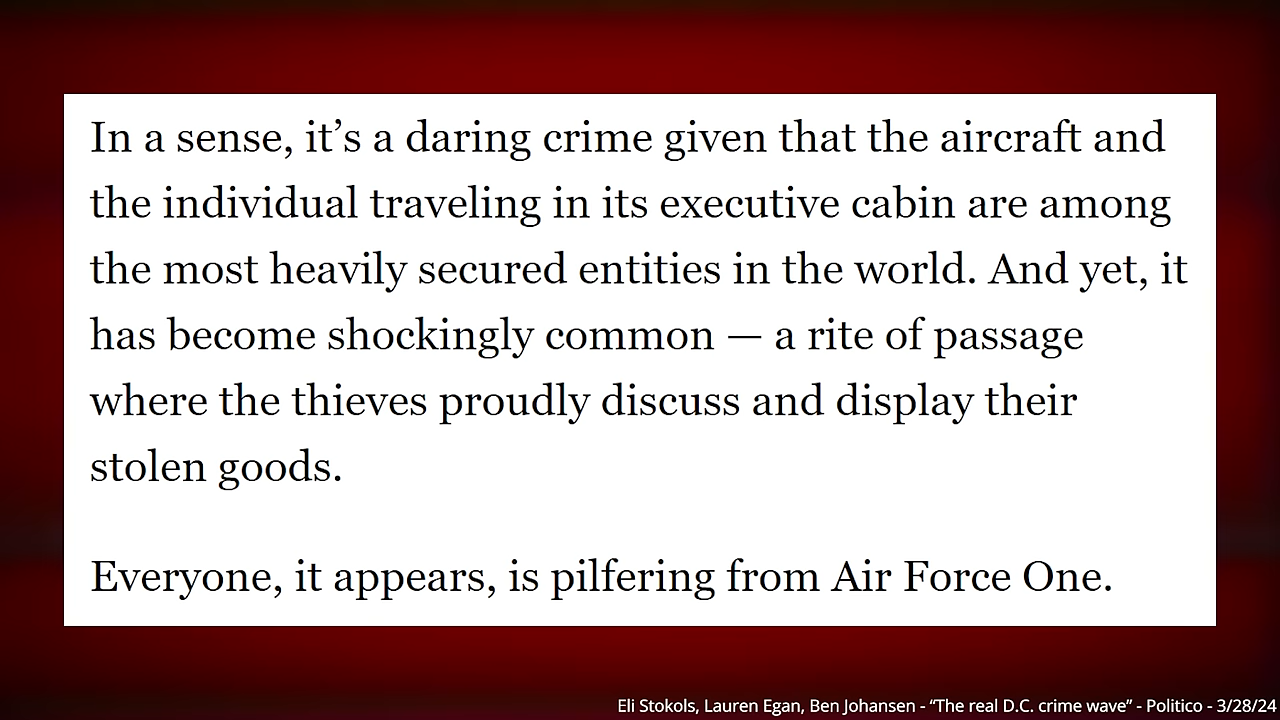 In a sense, it’s a daring crime given that the aircraft and
the individual traveling in its executive cabin are among
the most heavily secured entities in the world. And yet, it
has become shockingly common — a rite of passage
where the thieves proudly discuss and display their
stolen goods.
Everyone, it appears, is pilfering from Air Force One.
Eli Stokols, Lauren Egan, Ben Johansen - “The real D.C. crime wave” - Politico - 3/28/24